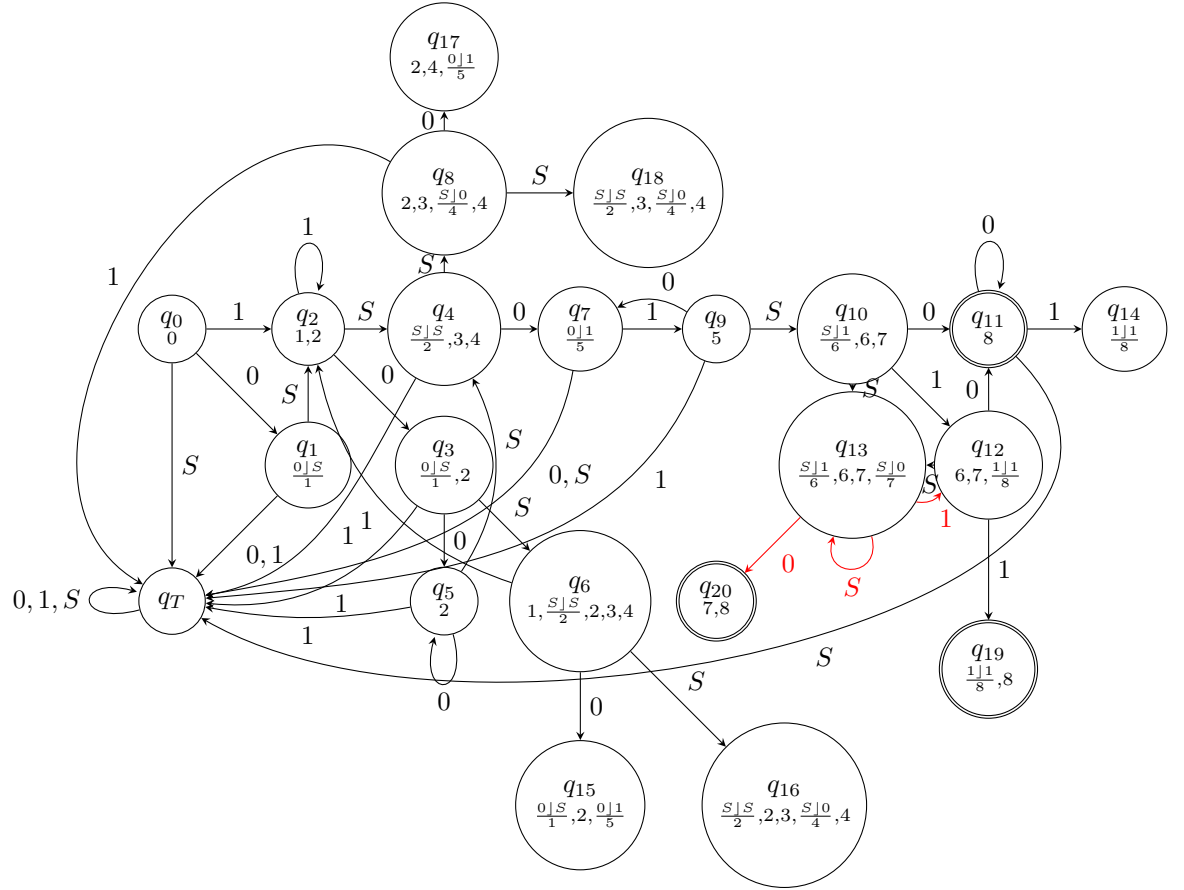 q17
2,4,0⌋1/5
0
q8
2,3,S⌋0/4,4
S
q18
S⌋S/2,3,S⌋0/4,4
1
1
S
0
q0
0
1
q2
1,2
S
q4
S⌋S/2,3,4
0
q7
0⌋1/5
1
0
q9
5
S
q10
S⌋1/6,6,7
0
q11
8
1
q14
1⌋1/8
0
0
S
S
1
0
S
q1
0⌋S/1
q3
0⌋S/1,2
S
0,S
1
q13
S⌋1/6,6,7,S⌋0/7
S
q12
6,7,1⌋1/8
S
1
1
1
0
0,1
0
S
1
0,1,S
qT
1
1
q5
2
q6
1,S⌋S/2,2,3,4
q20
7,8
S
q19
1⌋1/8,8
0
0
S
q15
0⌋S/1,2,0⌋1/5
q16
S⌋S/2,2,3,S⌋0/4,4